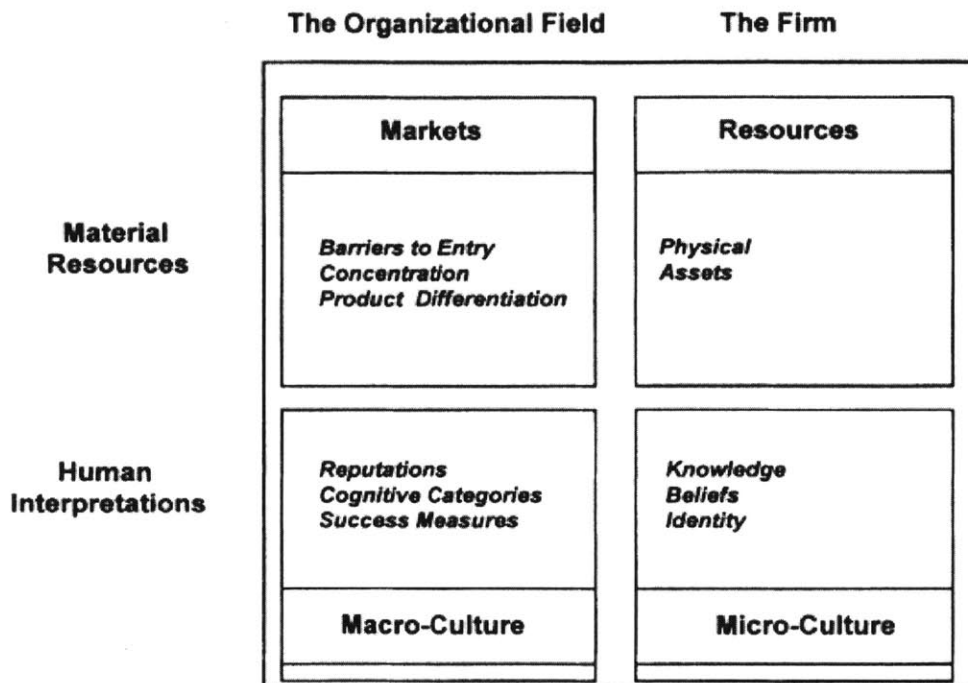 The Organizational Field The Firm
Markets Resources
Material
Resources
Barriers to Entry
Concentration
Product Differentiation
Physical
Assets
Human
Interpretations
Reputations
Cognitive Categories
Success Measures
Knowledge
Beliefs
Identity
Macro-Culture Micro-Culture